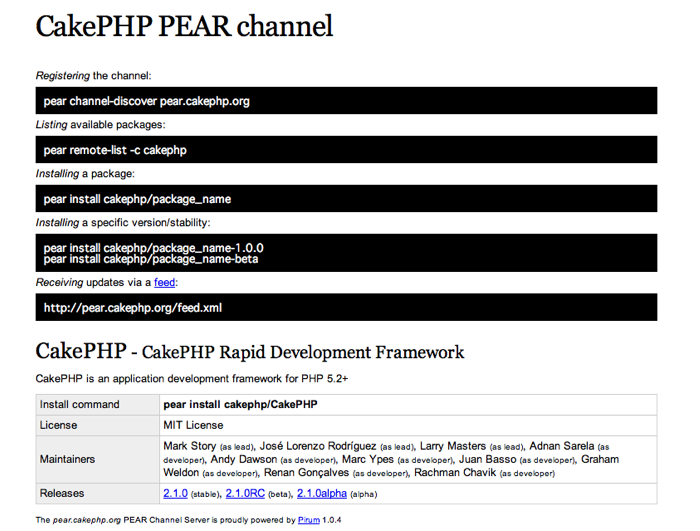 CakePHP PEAR channel
Registering the channel:
pear channel-discover pear.cakephp.org
Listing available packages:
pear remote-list -c cakephp
Installing a package:
pear install cakephp/package_name
Installing a specific version/stability:
pear install cakephp/package_name-1.0.0
pear install cakephp/package_name-beta
Receiving updates via a feed:
http://pear.cakephp.org/feed.xml
CakePHP - CakePHP Rapid Development Framework
CakePHP is an application development framework for PHP 5.2+
Install command pear install cakephp/CakePHP
License MIT License
Maintainers Mark Story (as lead), José Lorenzo Rodríguez (as lead), Larry Masters (as lead), Adnan Sarela (as
developer), Andy Dawson (as developer), Marc Ypes (as developer), Juan Basso (as developer), Graham
Weldon (as developer), Renan Gonçalves (as developer), Rachman Chavik (as developer)
Releases 2.1.0 (stable), 2.1.0RC (beta), 2.1.0alpha (alpha)
The pear.cakephp.org PEAR Channel Server is proudly powered by Pirum 1.0.4